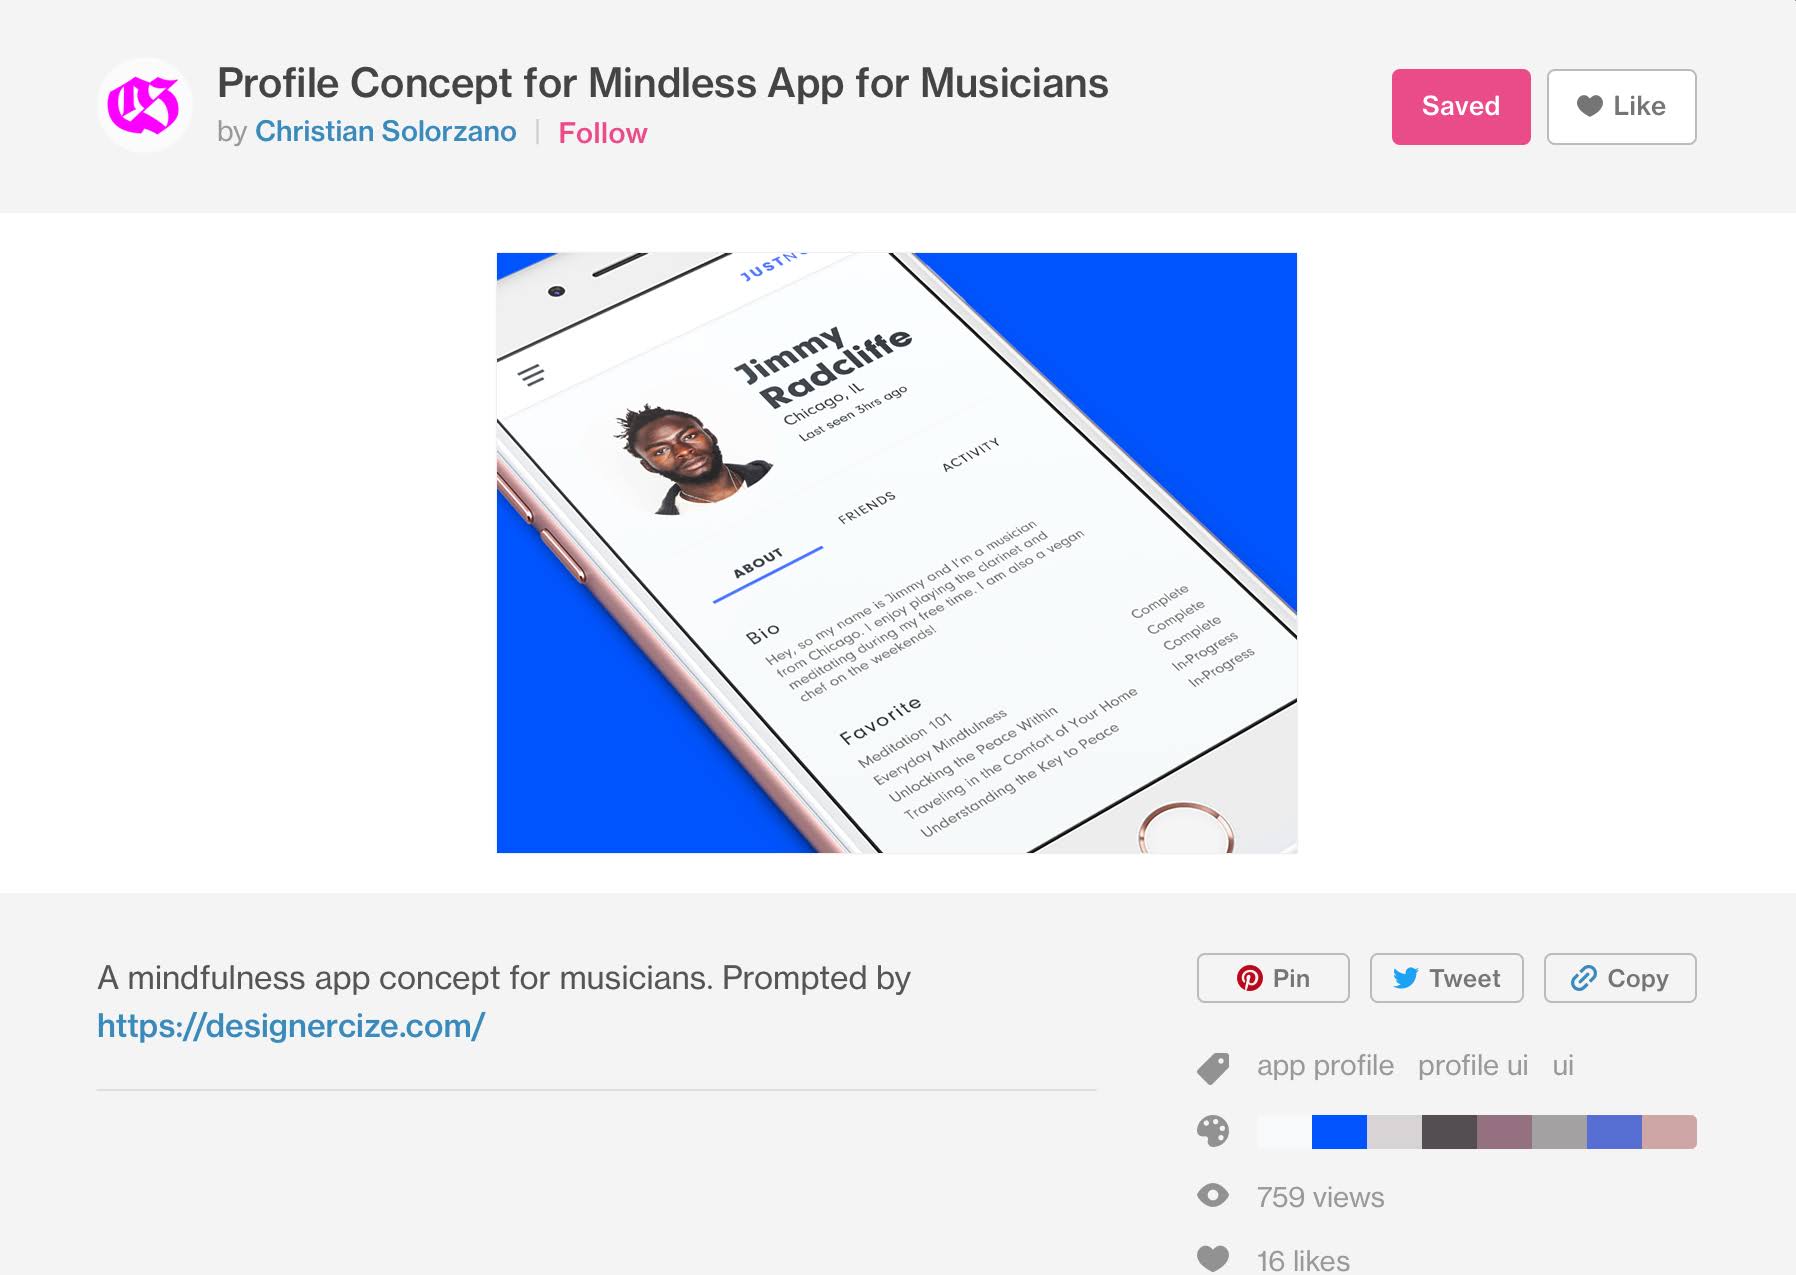 Profile Concept for Mindless App for Musicians
by Christian Solorzano | Follow
Saved
Like
JUSTN
Jimmy
Radcliffe
Chicago, IL
Last seen 3hrs ago
ABOUT
FRIENDS
ACTIVITY
Bio
Hey, so my name is Jimmy and I'm a musician
from Chicago. I enjoy playing the clarinet and
meditating during my free time. I am also a vegan
chef on the weekends!
Favorite
Meditation 101 Complete
Everyday Mindfulness Complete
Unlocking the Peace Within Complete
Traveling in the Comfort of Your Home In-Progress
Understanding the Key to Peace In-Progress
A mindfulness app concept for musicians. Prompted by
https://designercize.com/
Pin
Tweet
Copy
app profile profile ui ui
759 views
16 likes